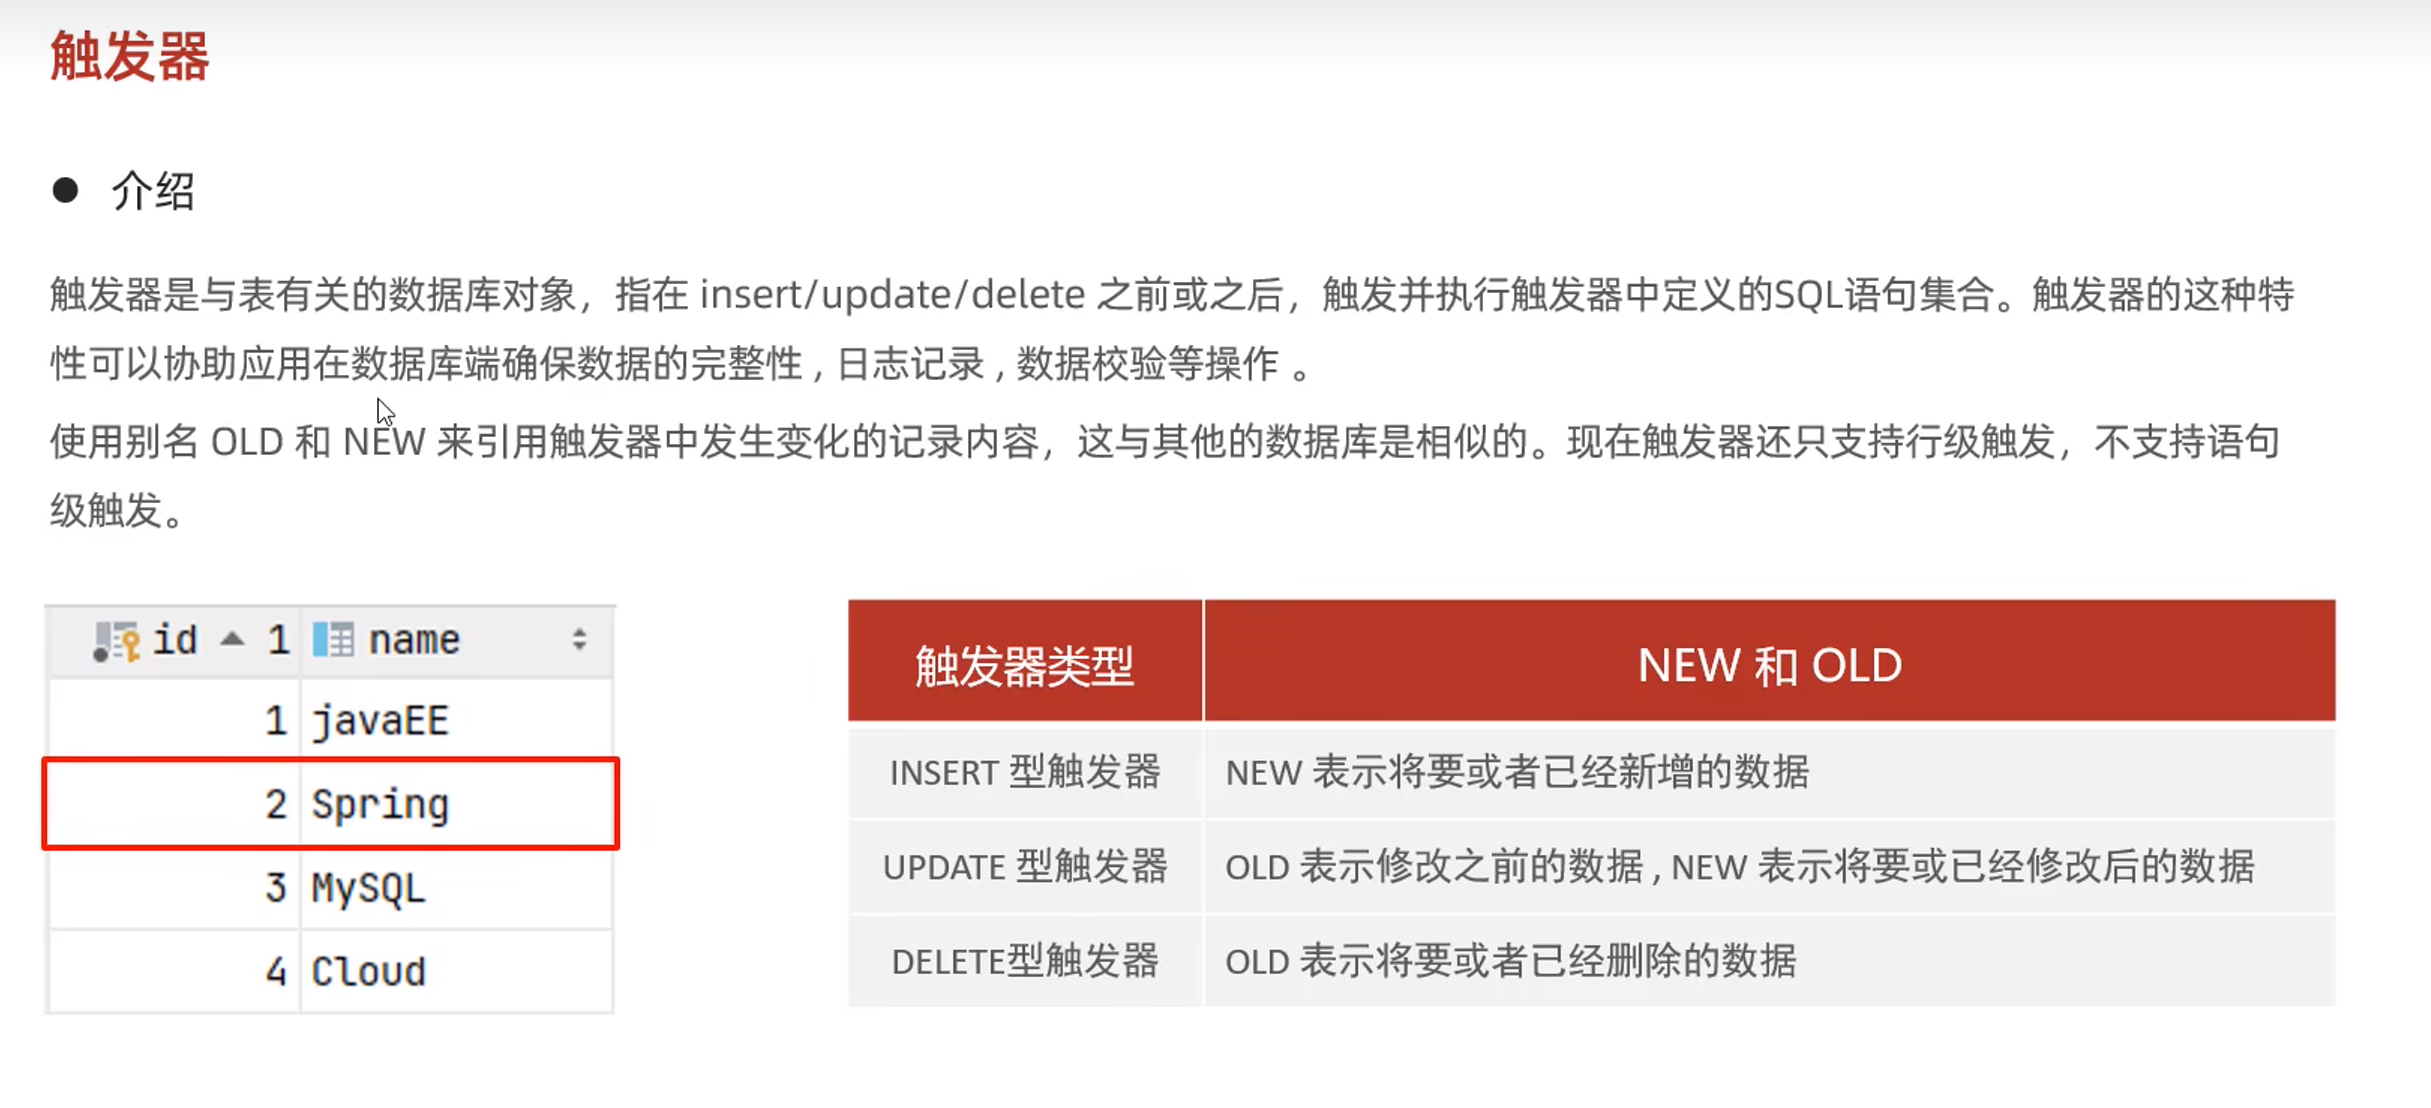 触发器
● 介绍
触发器是与表有关的数据库对象，指在 insert/update/delete 之前或之后，触发并执行触发器中定义的SQL语句集合。触发器的这种特
性可以协助应用在数据库端确保数据的完整性 , 日志记录 , 数据校验等操作 。
使用别名 OLD 和 NEW 来引用触发器中发生变化的记录内容，这与其他的数据库是相似的。现在触发器还只支持行级触发，不支持语句
级触发。
id 1 name
1 javaEE
2 Spring
3 MySQL
4 Cloud
触发器类型 NEW 和 OLD
INSERT 型触发器 NEW 表示将要或者已经新增的数据
UPDATE 型触发器 OLD 表示修改之前的数据 , NEW 表示将要或已经修改后的数据
DELETE型触发器 OLD 表示将要或者已经删除的数据